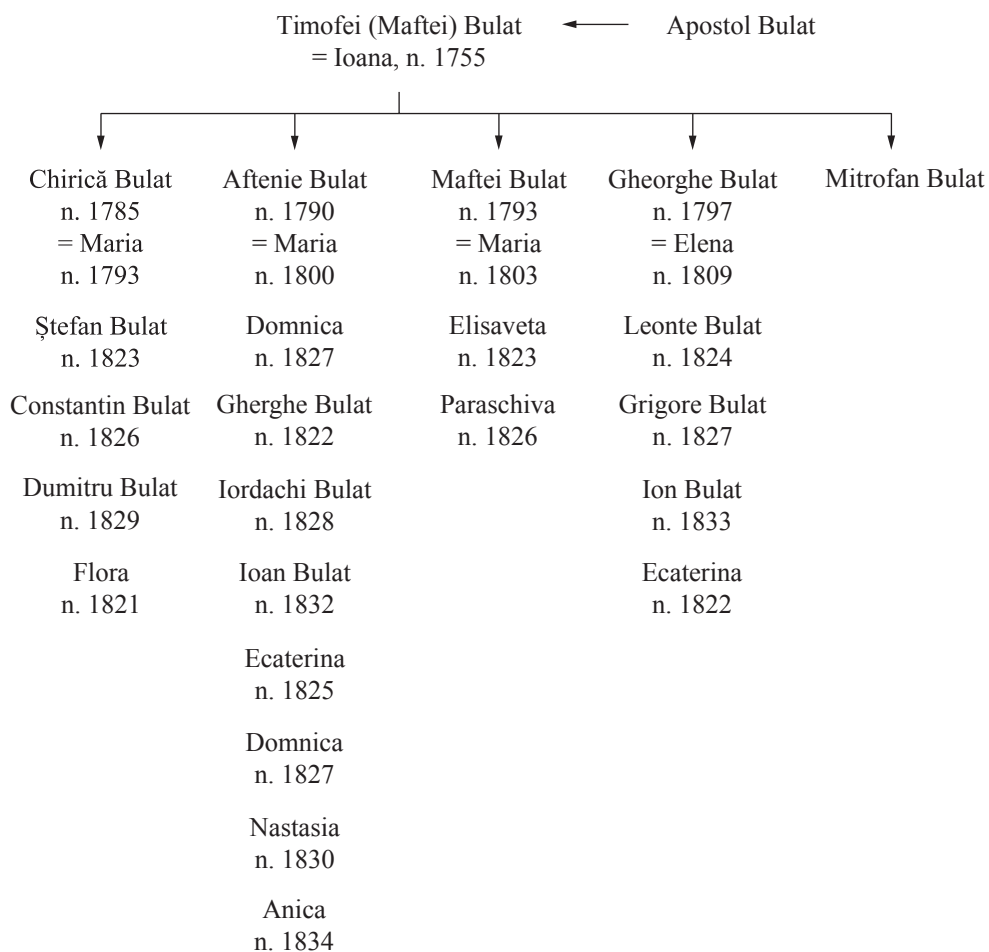 Timofei (Maftei) Bulat
= Ioana, n. 1755
Apostol Bulat
Chirică Bulat
n. 1785
= Maria
n. 1793
Ștefan Bulat
n. 1823
Constantin Bulat
n. 1826
Dumitru Bulat
n. 1829
Flora
n. 1821
Aftenie Bulat
n. 1790
= Maria
n. 1800
Domnica
n. 1827
Gherghe Bulat
n. 1822
Iordachi Bulat
n. 1828
Ioan Bulat
n. 1832
Ecaterina
n. 1825
Domnica
n. 1827
Nastasia
n. 1830
Anica
n. 1834
Maftei Bulat
n. 1793
= Maria
n. 1803
Elisaveta
n. 1823
Paraschiva
n. 1826
Gheorghe Bulat
n. 1797
= Elena
n. 1809
Leonte Bulat
n. 1824
Grigore Bulat
n. 1827
Ion Bulat
n. 1833
Ecaterina
n. 1822
Mitrofan Bulat